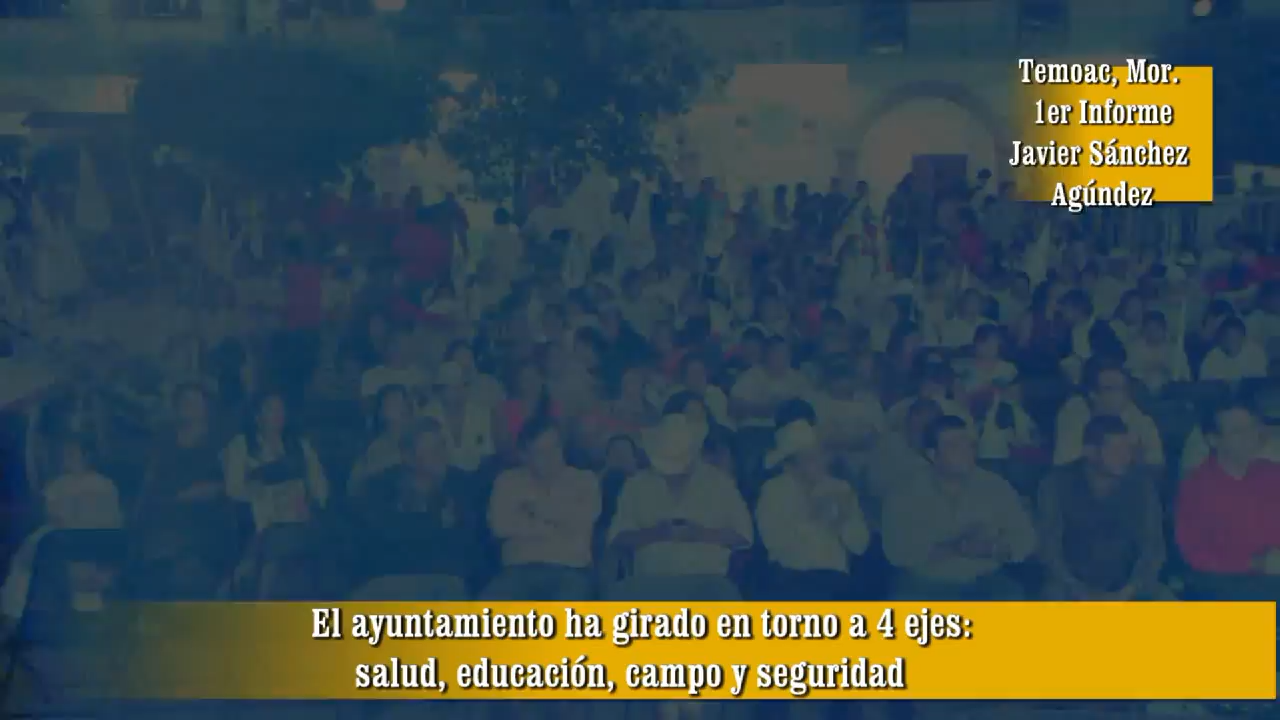 Temoac, Mor.
1er Informe
Javier Sánchez
Agúndez
El ayuntamiento ha girado en torno a 4 ejes:
salud, educación, campo y seguridad